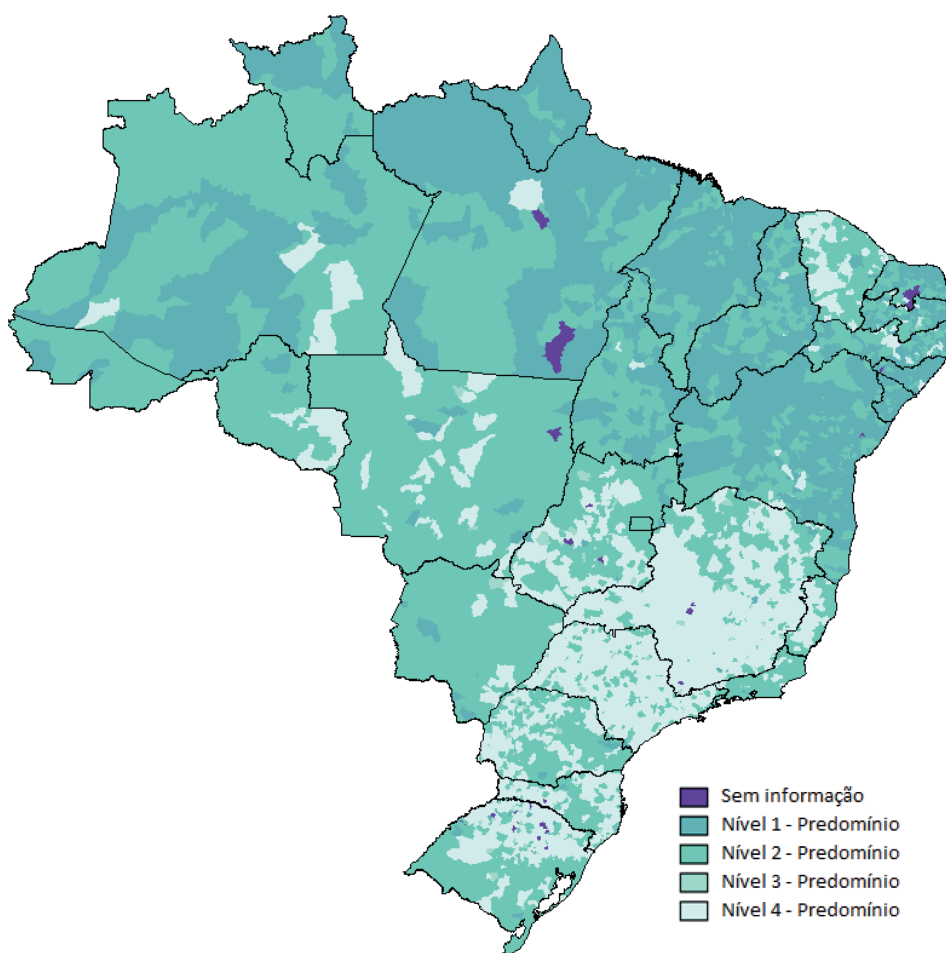 Sem informação
Nível 1 - Predomínio
Nível 2 - Predomínio
Nível 3 - Predomínio
Nível 4 - Predomínio